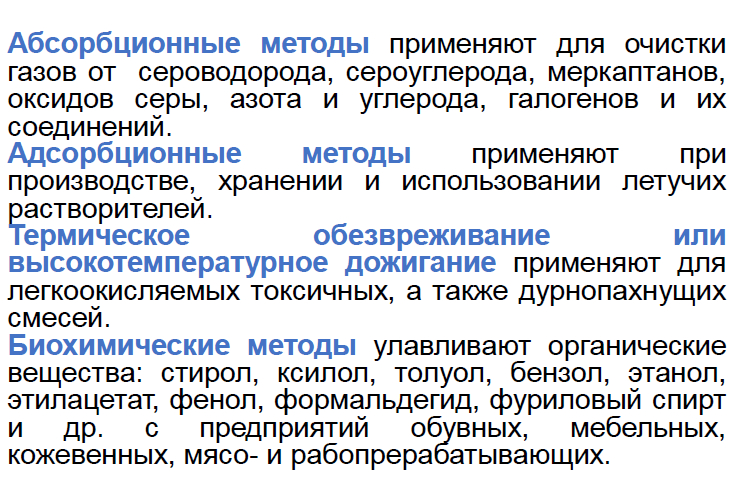 Абсорбционные методы применяют для очистки
газов от сероводорода, сероуглерода, меркаптанов,
оксидов серы, азота и углерода, галогенов и их
соединений.
Адсорбционные методы применяют при
производстве, хранении и использовании летучих
растворителей.
Термическое обезвреживание или
высокотемпературное дожигание применяют для
легкоокисляемых токсичных, а также дурнопахнущих
смесей.
Биохимические методы улавливают органические
вещества: стирол, ксилол, толуол, бензол, этанол,
этилацетат, фенол, формальдегид, фуриловый спирт
и др. с предприятий обувных, мебельных,
кожевенных, мясо- и рабопрерабатывающих.